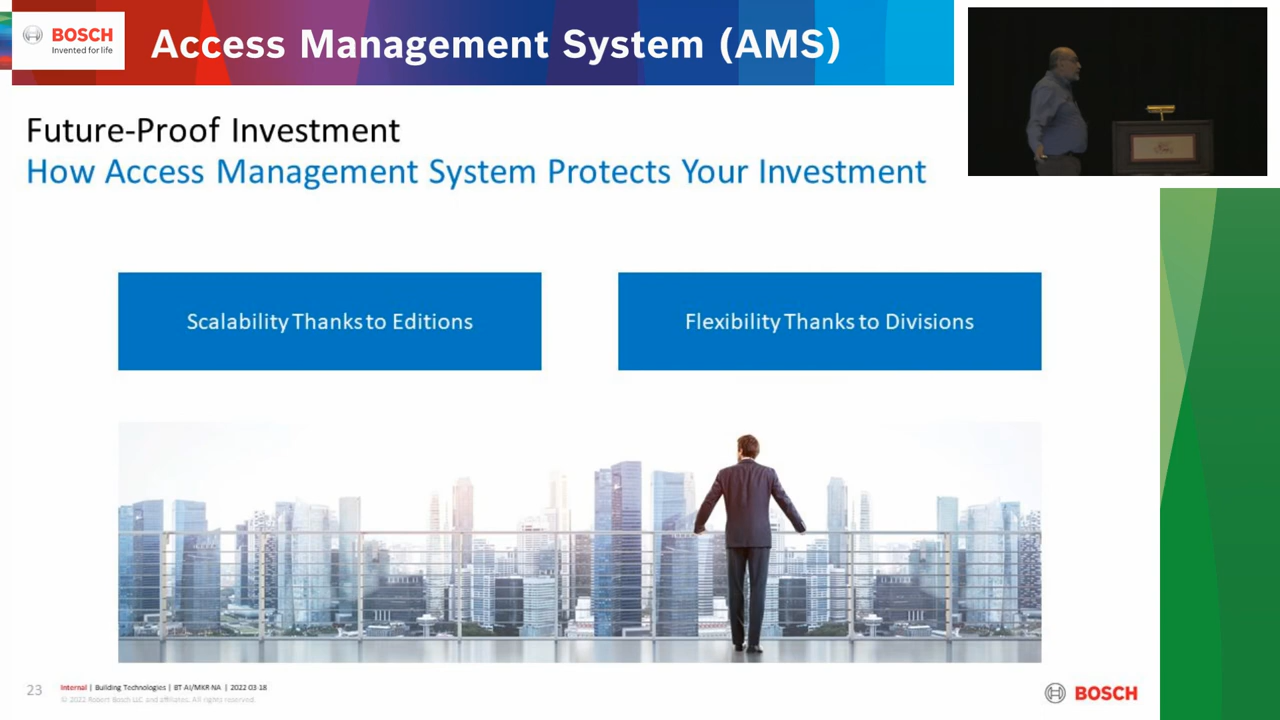 BOSCH
Invented for life
Access Management System (AMS)
Future-Proof Investment
How Access Management System Protects Your Investment
Scalability Thanks to Editions
Flexibility Thanks to Divisions
23
Internal | Building Technologies | BT AI/MKR-NA | 2022-03-18
© 2022 Robert Bosch LLC and affiliates. All rights reserved.
BOSCH